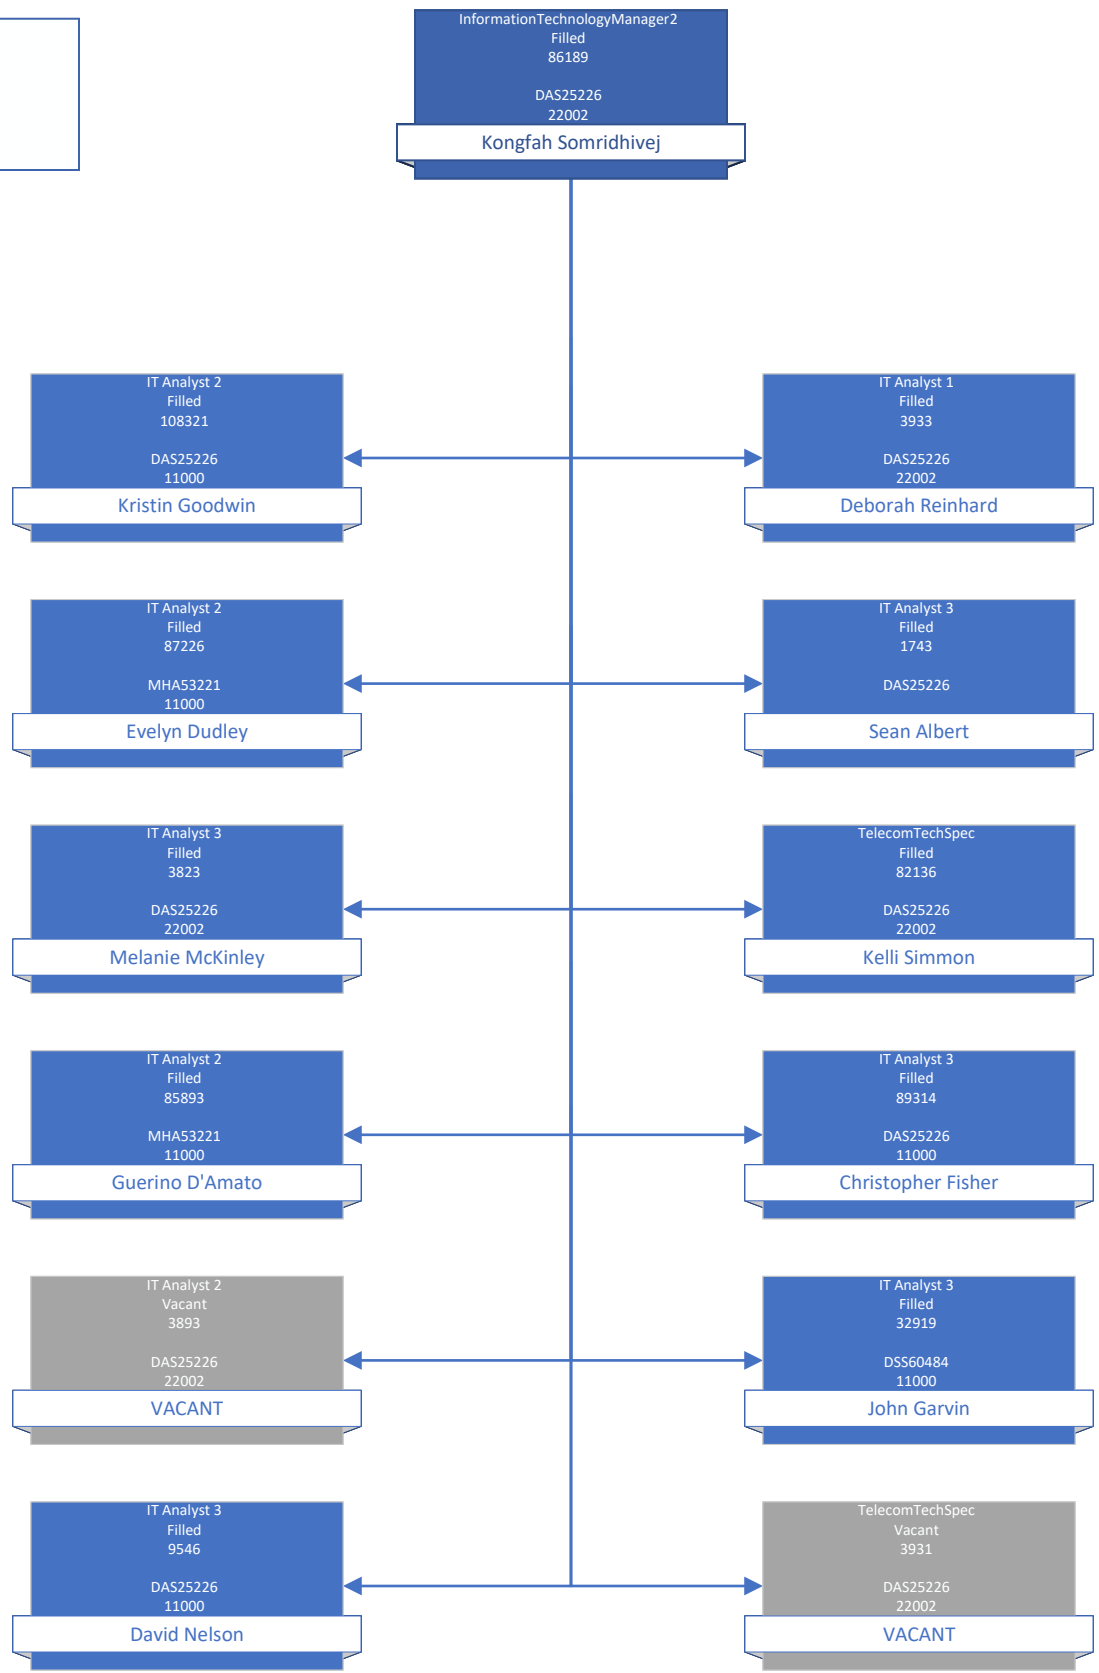 InformationTechnologyManager2
Filled
86189
DAS25226
22002
Kongfah Somridhivej
IT Analyst 2
Filled
108321
DAS25226
11000
Kristin Goodwin
IT Analyst 1
Filled
3933
DAS25226
22002
Deborah Reinhard
IT Analyst 2
Filled
87226
MHA53221
11000
Evelyn Dudley
IT Analyst 3
Filled
1743
DAS25226
Sean Albert
IT Analyst 3
Filled
3823
DAS25226
22002
Melanie McKinley
TelecomTechSpec
Filled
82136
DAS25226
22002
Kelli Simmon
IT Analyst 2
Filled
85893
MHA53221
11000
Guerino D'Amato
IT Analyst 3
Filled
89314
DAS25226
11000
Christopher Fisher
IT Analyst 2
Vacant
3893
DAS25226
22002
VACANT
IT Analyst 3
Filled
32919
DSS60484
11000
John Garvin
IT Analyst 3
Filled
9546
DAS25226
11000
David Nelson
TelecomTechSpec
Vacant
3931
DAS25226
22002
VACANT